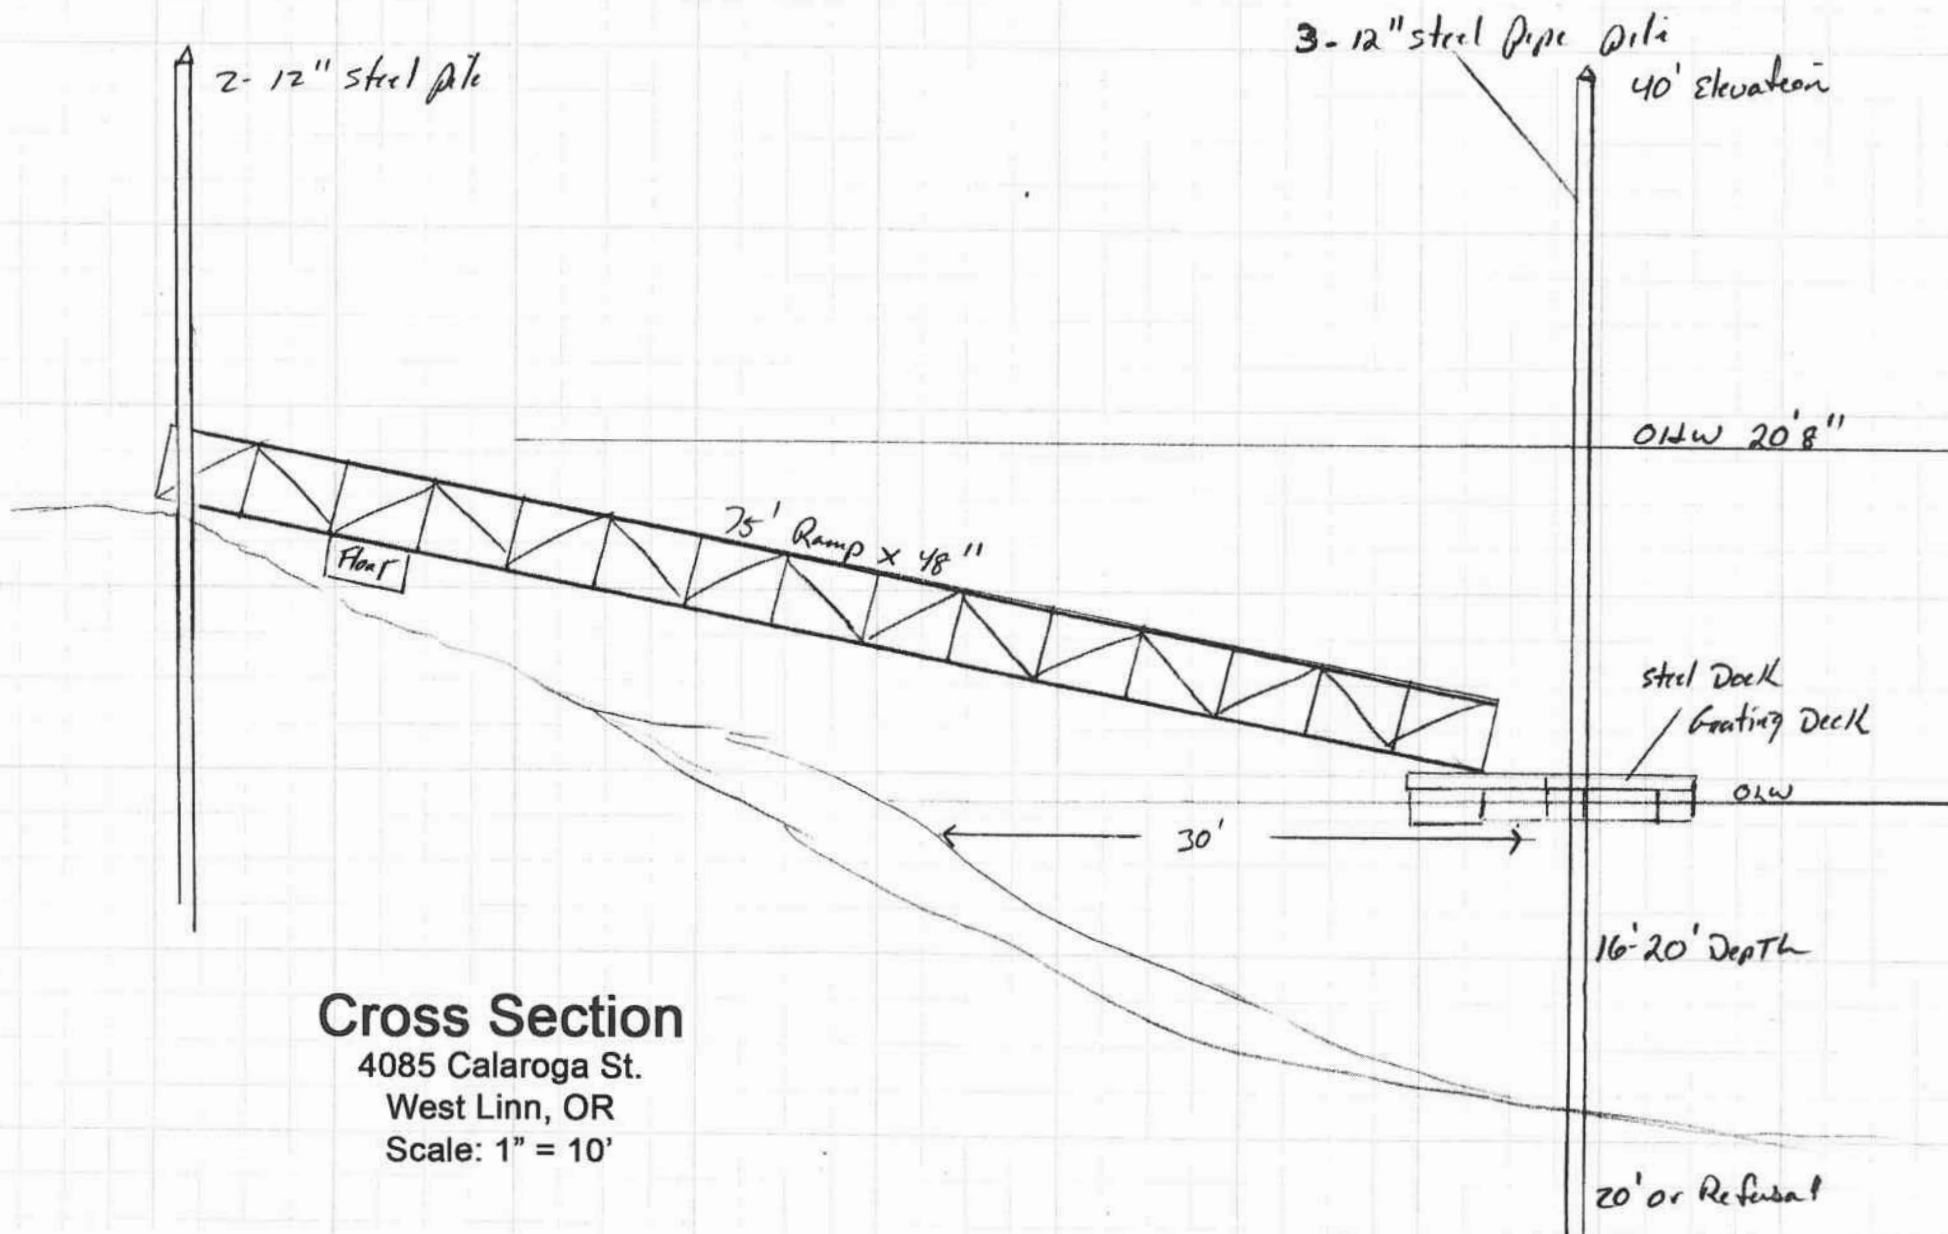 3-12" steel pipe pile
2-12" steel pile
40' Elevation
OHW 20'8"
75' Ramp x 48"
Float
steel Dock
Grating Deck
OLW
30'
16'-20' Depth
Cross Section
4085 Calaroga St.
West Linn, OR
Scale: 1" = 10'
20' or Refusal